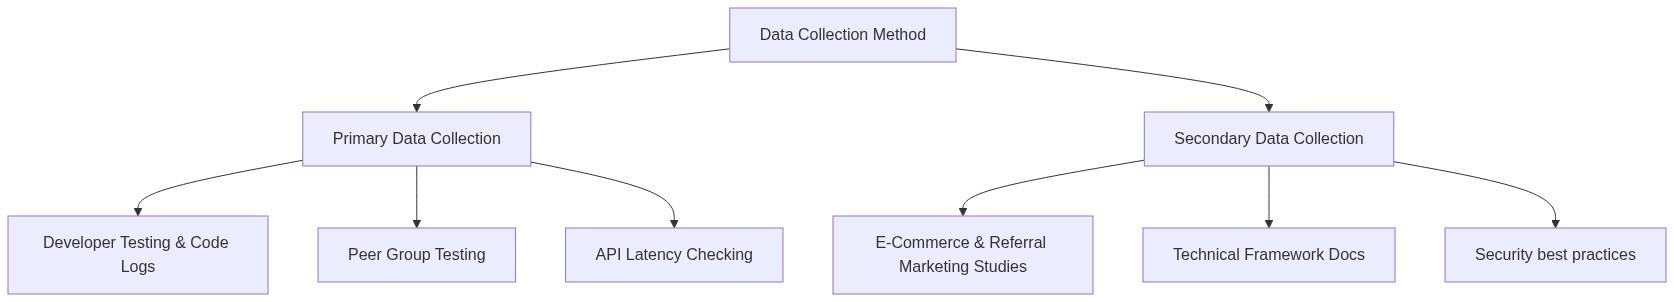 Data Collection Method
Primary Data Collection
Secondary Data Collection
Developer Testing & Code
Logs
Peer Group Testing
API Latency Checking
E-Commerce & Referral
Marketing Studies
Technical Framework Docs
Security best practices